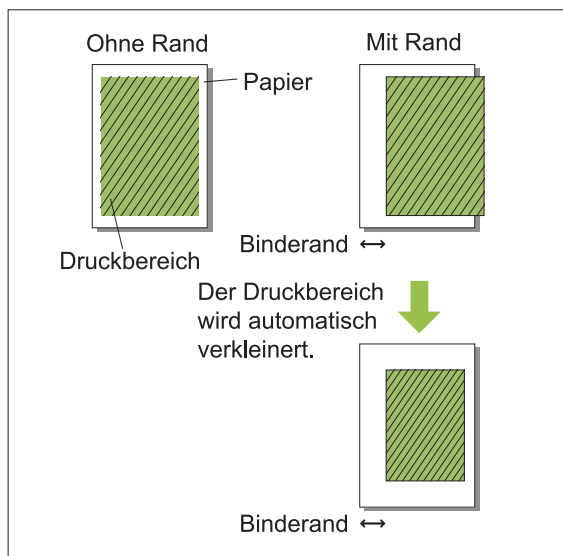 Ohne Rand
Mit Rand
Papier
Druckbereich
Binderand
Der Druckbereich
wird automatisch
verkleinert.
Binderand